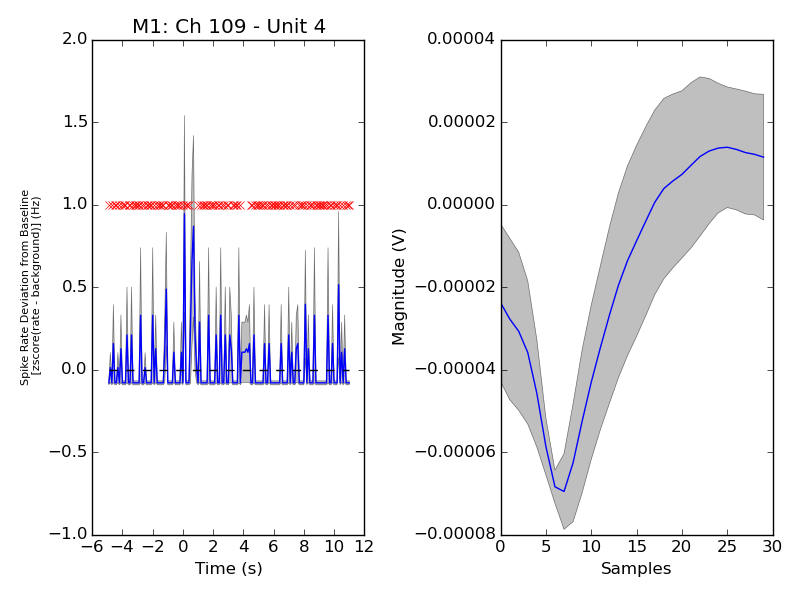 M1: Ch 109 - Unit 4
2.0
1.5
1.0
0.5
0.0
−0.5
−1.0
−6 −4 −2 0 2 4 6 8 10 12
Time (s)
Spike Rate Deviation from Baseline
[zscore(rate - background)] (Hz)
0.00004
0.00002
0.00000
−0.00002
−0.00004
−0.00006
−0.00008
0 5 10 15 20 25 30
Samples
Magnitude (V)